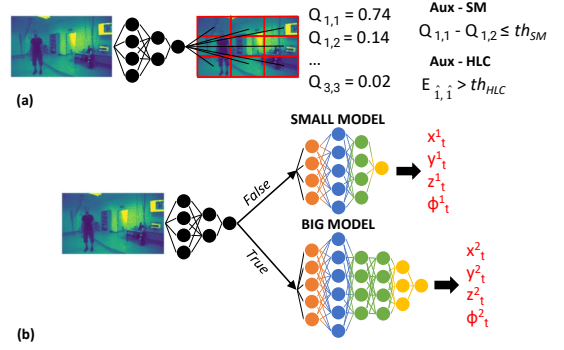 Q1,1 = 0.74
Q1,2 = 0.14
...
Q3,3 = 0.02
Aux - SM
Q1,1 - Q1,2 ≤ thSM
Aux - HLC
E î, î > thHLC
(a)
SMALL MODEL
False
x¹t
y¹t
z¹t
ϕ¹t
BIG MODEL
True
x²t
y²t
z²t
ϕ²t
(b)